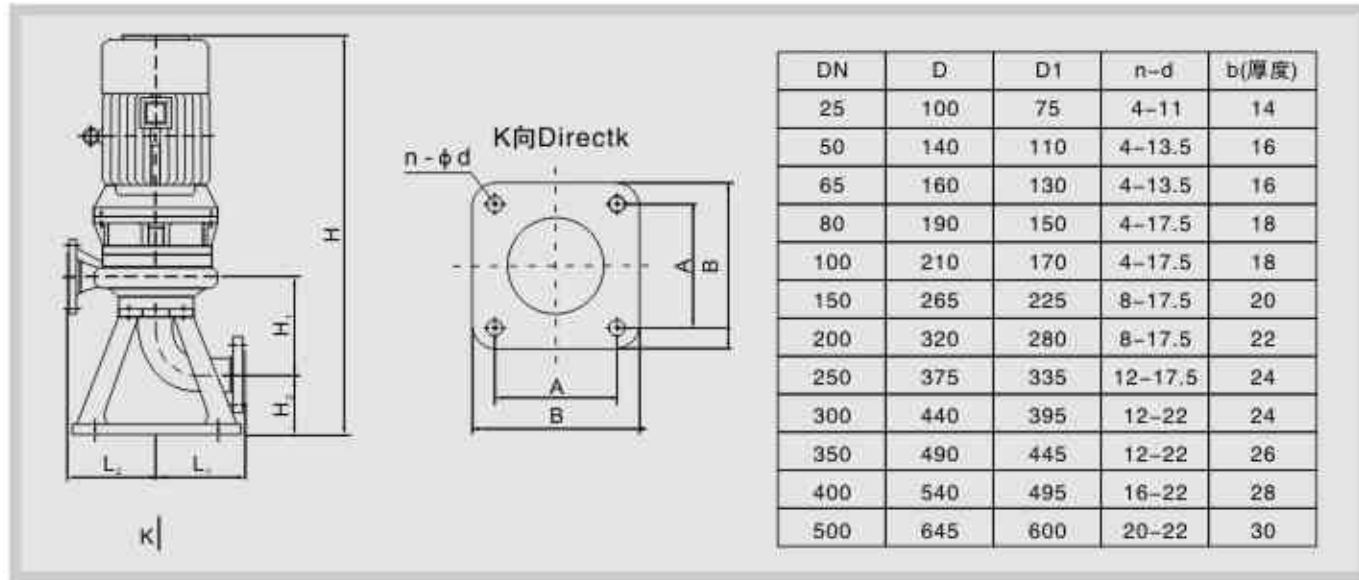 H
H₁
H₂
L₂ L₁
K
K向Directk
n-ϕd
A
B
A
B
DN D D1 n-d b(厚度)
25 100 75 4-11 14
50 140 110 4-13.5 16
65 160 130 4-13.5 16
80 190 150 4-17.5 18
100 210 170 4-17.5 18
150 265 225 8-17.5 20
200 320 280 8-17.5 22
250 375 335 12-17.5 24
300 440 395 12-22 24
350 490 445 12-22 26
400 540 495 16-22 28
500 645 600 20-22 30